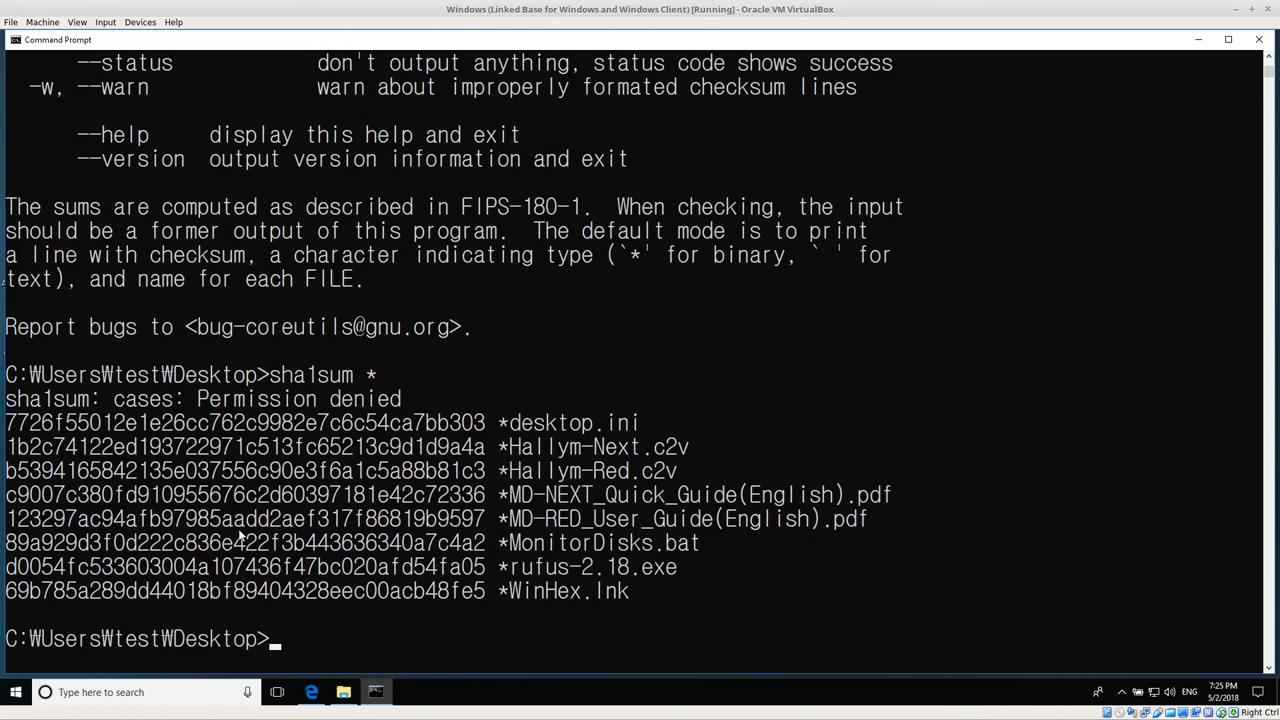 Windows (Linked Base for Windows and Windows Client) [Running] - Oracle VM VirtualBox
File Machine View Input Devices Help
Command Prompt
--status don't output anything, status code shows success
-w, --warn warn about improperly formated checksum lines
--help display this help and exit
--version output version information and exit
The sums are computed as described in FIPS-180-1. When checking, the input
should be a former output of this program. The default mode is to print
a line with checksum, a character indicating type (`*' for binary, ` ' for
text), and name for each FILE.
Report bugs to <bug-coreutils@gnu.org>.
C:₩Users₩test₩Desktop>sha1sum *
sha1sum: cases: Permission denied
7726f55012e1e26cc762c9982e7c6c54ca7bb303 *desktop.ini
1b2c74122ed193722971c513fc65213c9d1d9a4a *Hallym-Next.c2v
b5394165842135e037556c90e3f6a1c5a88b81c3 *Hallym-Red.c2v
c9007c380fd910955676c2d60397181e42c72336 *MD-NEXT_Quick_Guide(English).pdf
123297ac94afb97985aadd2aef317f86819b9597 *MD-RED_User_Guide(English).pdf
89a929d3f0d222c836e422f3b443636340a7c4a2 *MonitorDisks.bat
d0054fc533603004a107436f47bc020afd54fa05 *rufus-2.18.exe
69b785a289dd44018bf89404328eec00acb48fe5 *WinHex.lnk
C:₩Users₩test₩Desktop>
Type here to search
ENG
7:25 PM
5/2/2018
Right Ctrl